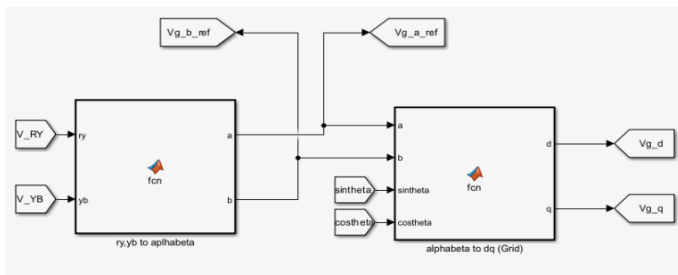 Vg_b_ref
Vg_a_ref
V_RY
ry
a
a
d
Vg_d
fcn
b
fcn
V_YB
yb
b
sintheta
sintheta
q
Vg_q
costheta
costheta
ry,yb to aplhabeta
alphabeta to dq (Grid)